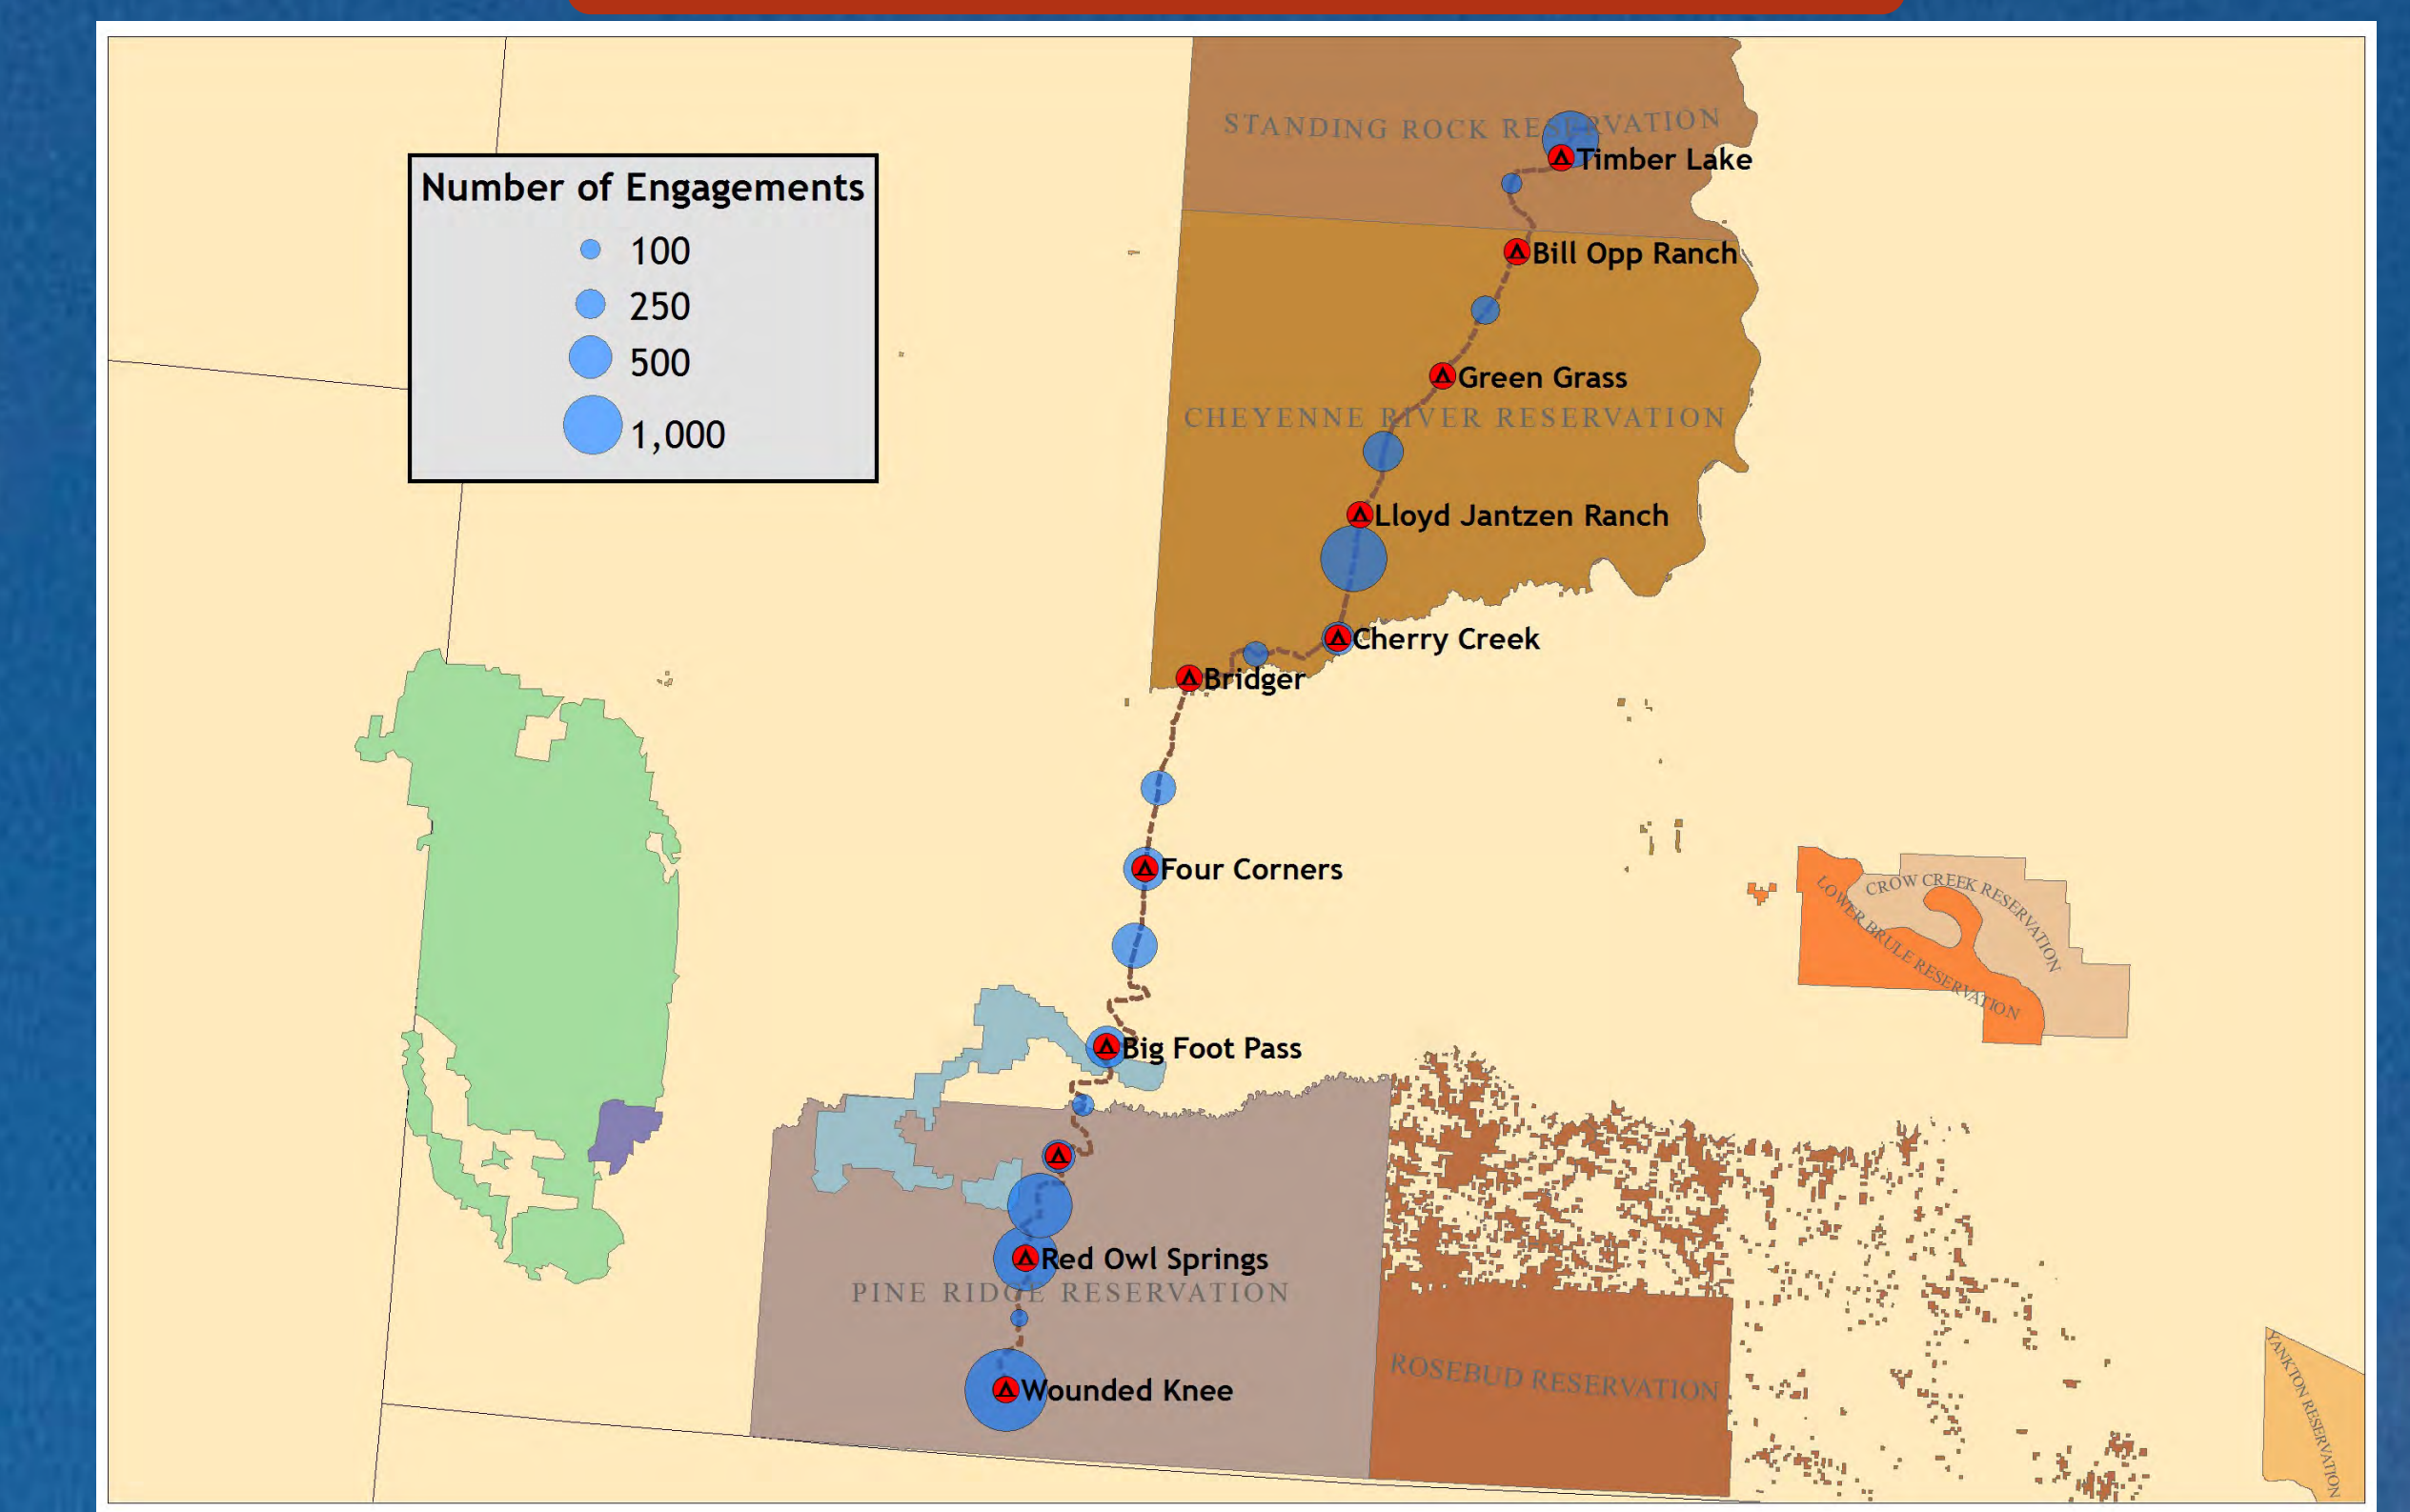 Number of Engagements
100
250
500
1,000
STANDING ROCK RESERVATION
Timber Lake
Bill Opp Ranch
Green Grass
CHEYENNE RIVER RESERVATION
Lloyd Jantzen Ranch
Cherry Creek
Bridger
Four Corners
CROW CREEK RESERVATION
LOWER BRULE RESERVATION
Big Foot Pass
Red Owl Springs
PINE RIDGE RESERVATION
Wounded Knee
ROSEBUD RESERVATION
YANKTON RESERVATION